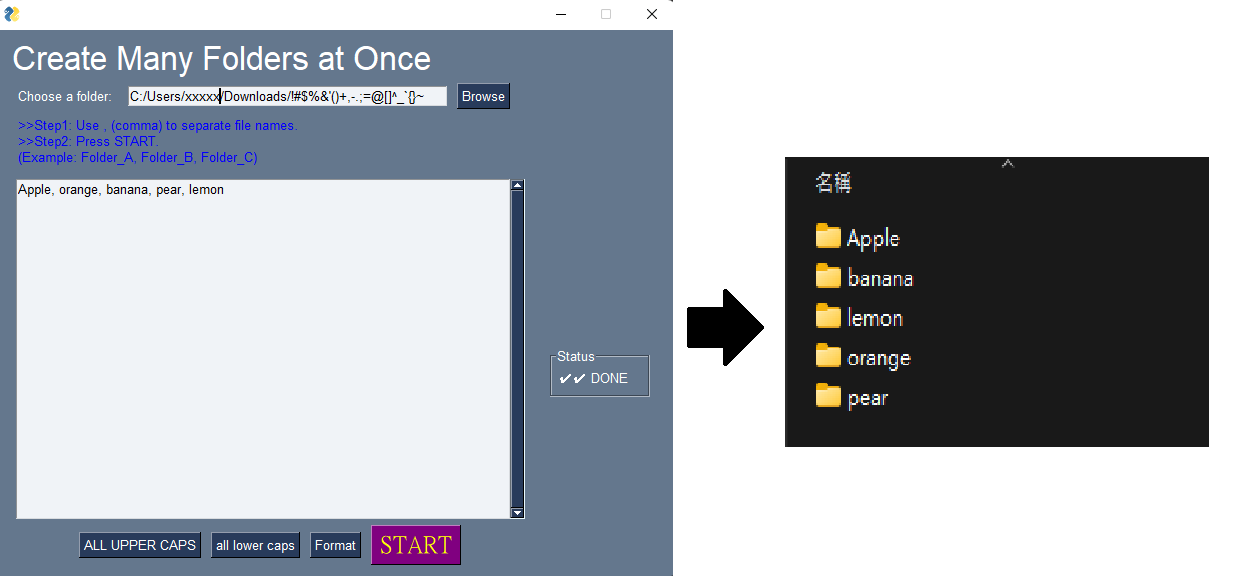 Create Many Folders at Once
Choose a folder: C:/Users/xxxxx/Downloads/!#$%&'()+,-.;=@[]^_`{}~ Browse
>>Step1: Use , (comma) to separate file names.
>>Step2: Press START.
(Example: Folder_A, Folder_B, Folder_C)
Apple, orange, banana, pear, lemon
Status
✔✔ DONE
ALL UPPER CAPS all lower caps Format START
名稱
Apple
banana
lemon
orange
pear